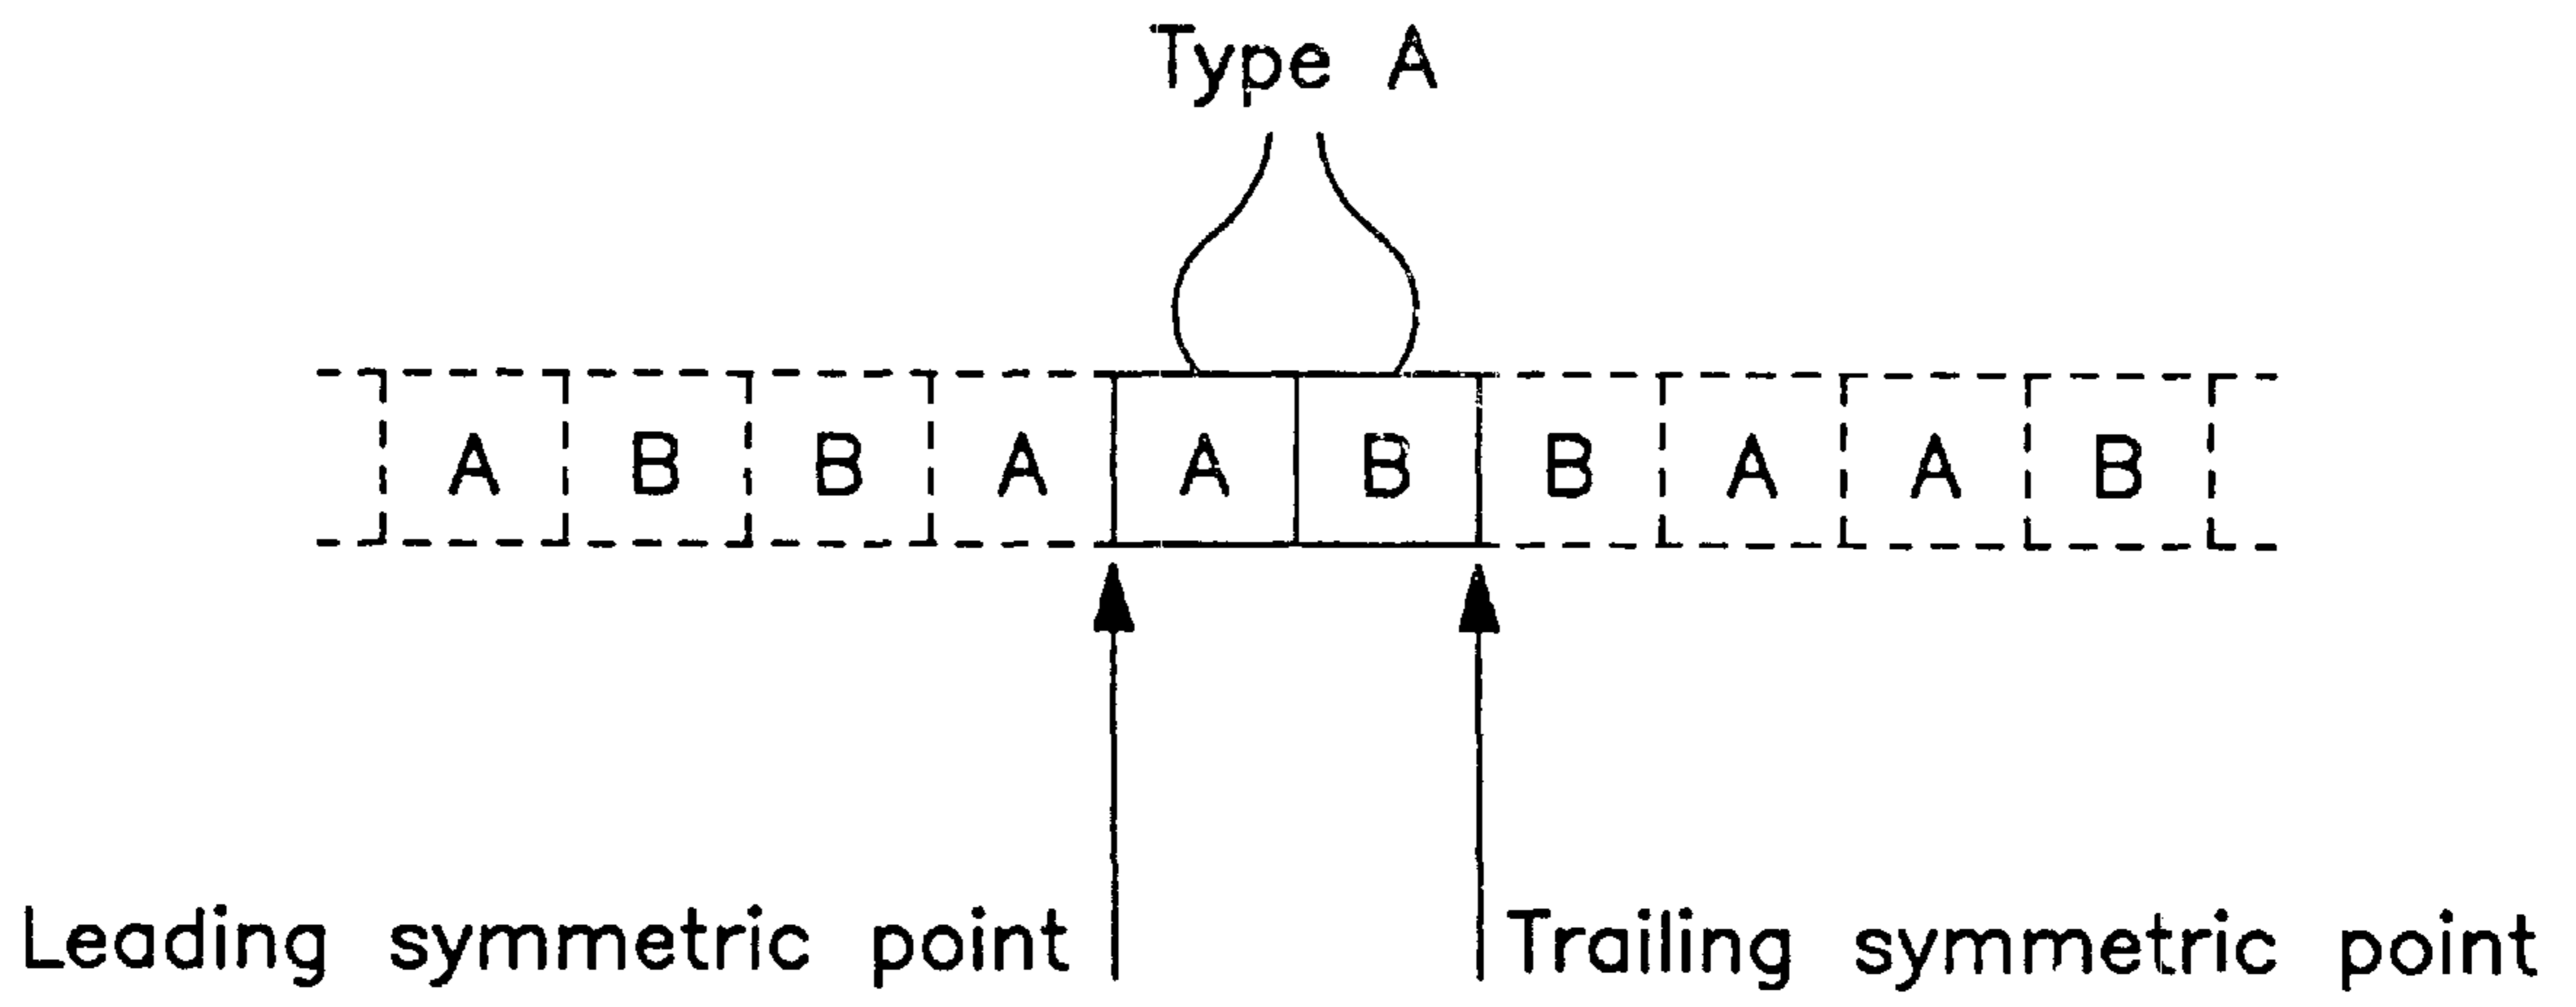 Type A
A B B A A B B A A B
Leading symmetric point Trailing symmetric point